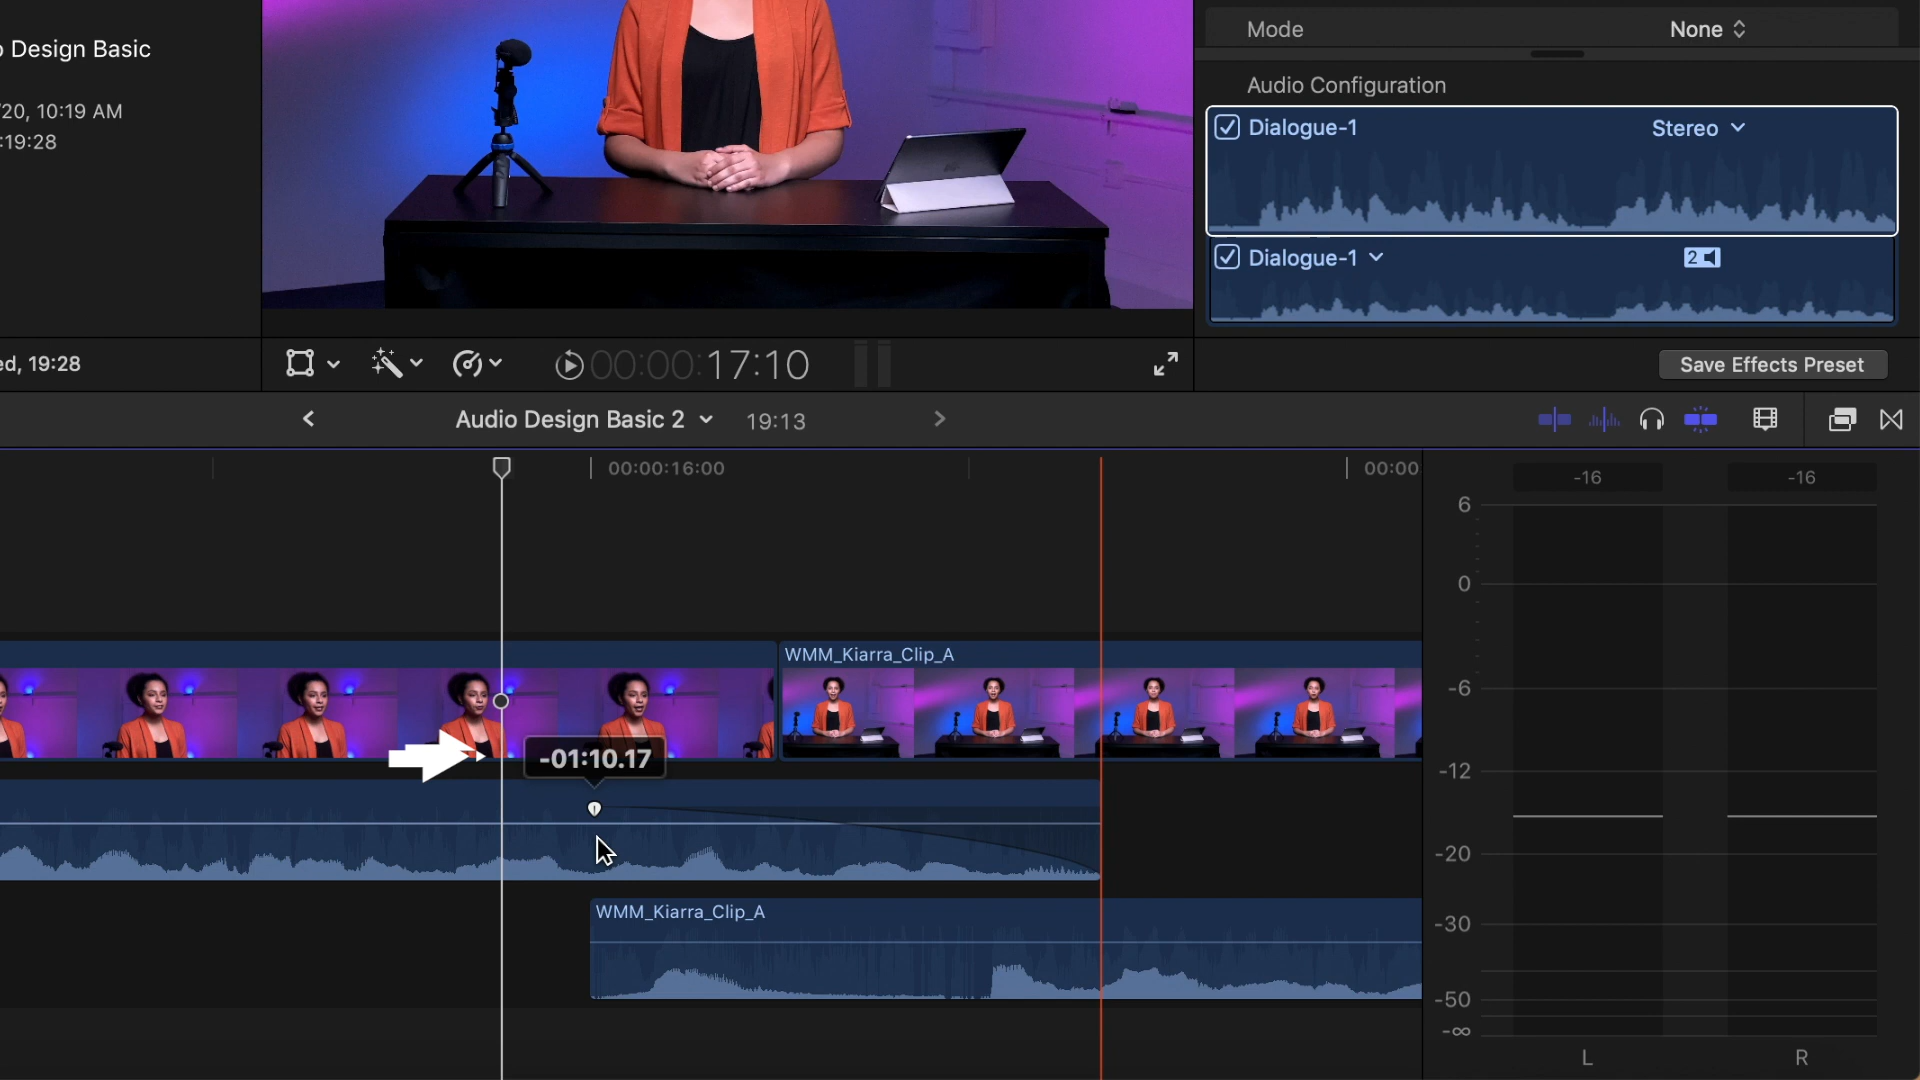 o Design Basic
/20, 10:19 AM
:19:28
ed, 19:28
00:00:17:10
Mode
None
Audio Configuration
Dialogue-1
Stereo
Dialogue-1
2
Save Effects Preset
Audio Design Basic 2
19:13
00:00:16:00
00:00
WMM_Kiarra_Clip_A
-01:10.17
WMM_Kiarra_Clip_A
-16
-16
6
0
-6
-12
-20
-30
-50
-∞
L
R